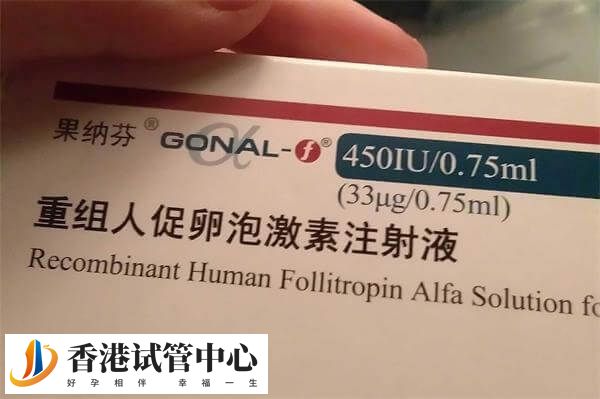 果纳芬® GONAL-f® 450IU/0.75ml
(33μg/0.75ml)
重组人促卵泡激素注射液
Recombinant Human Follitropin Alfa Solution fo
香港试管中心
好孕相伴 幸福一生